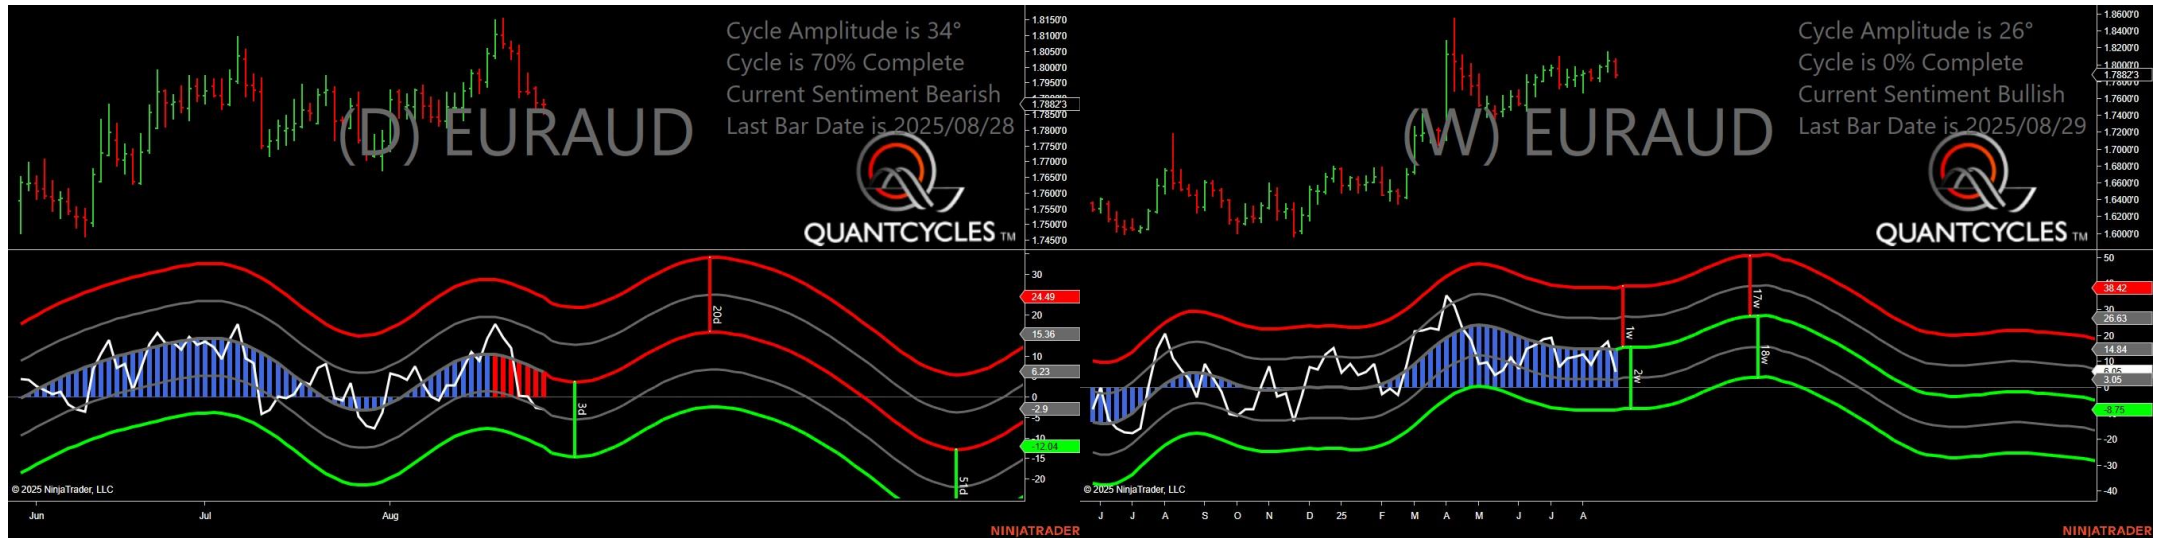 Cycle Amplitude is 34°
Cycle is 70% Complete
Current Sentiment Bearish
Last Bar Date is 2025/08/28
(D) EURAUD
QUANTCYCLES TM
1.8150'0
1.8100'0
1.8050'0
1.8000'0
1.7950'0
1.7882'3
1.7850'0
1.7800'0
1.7750'0
1.7700'0
1.7650'0
1.7600'0
1.7550'0
1.7500'0
1.7450'0
30
24.49
20
15.36
10
6.23
0
-2.9
-5
-10
-12.04
-15
-20
20d
3d
51d
© 2025 NinjaTrader, LLC
Jun
Jul
Aug
NINJATRADER
Cycle Amplitude is 26°
Cycle is 0% Complete
Current Sentiment Bullish
Last Bar Date is 2025/08/29
(W) EURAUD
QUANTCYCLES TM
1.8600'0
1.8400'0
1.8200'0
1.8000'0
1.7882'3
1.7600'0
1.7400'0
1.7200'0
1.7000'0
1.6800'0
1.6600'0
1.6400'0
1.6200'0
1.6000'0
50
38.42
30
26.63
20
14.84
10
6.05
3.05
0
-8.75
-20
-30
-40
17w
1w
18w
2w
© 2025 NinjaTrader, LLC
J
J
A
S
O
N
D
25
F
M
A
M
J
J
A
NINJATRADER